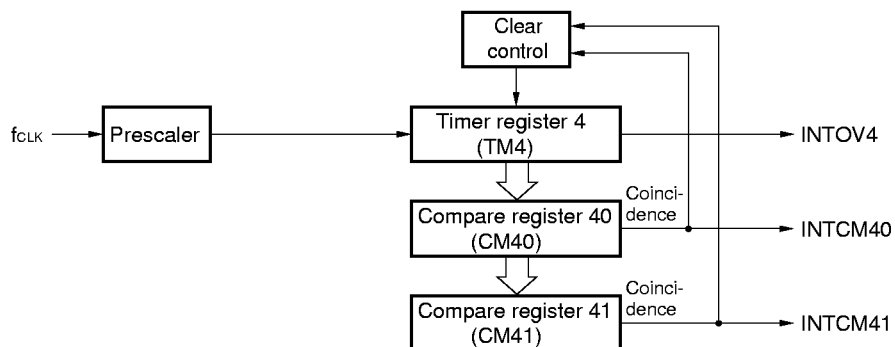 Clear
control
fCLK
Prescaler
Timer register 4
(TM4)
INTOV4
Compare register 40
(CM40)
Coinci-
dence
INTCM40
Compare register 41
(CM41)
Coinci-
dence
INTCM41